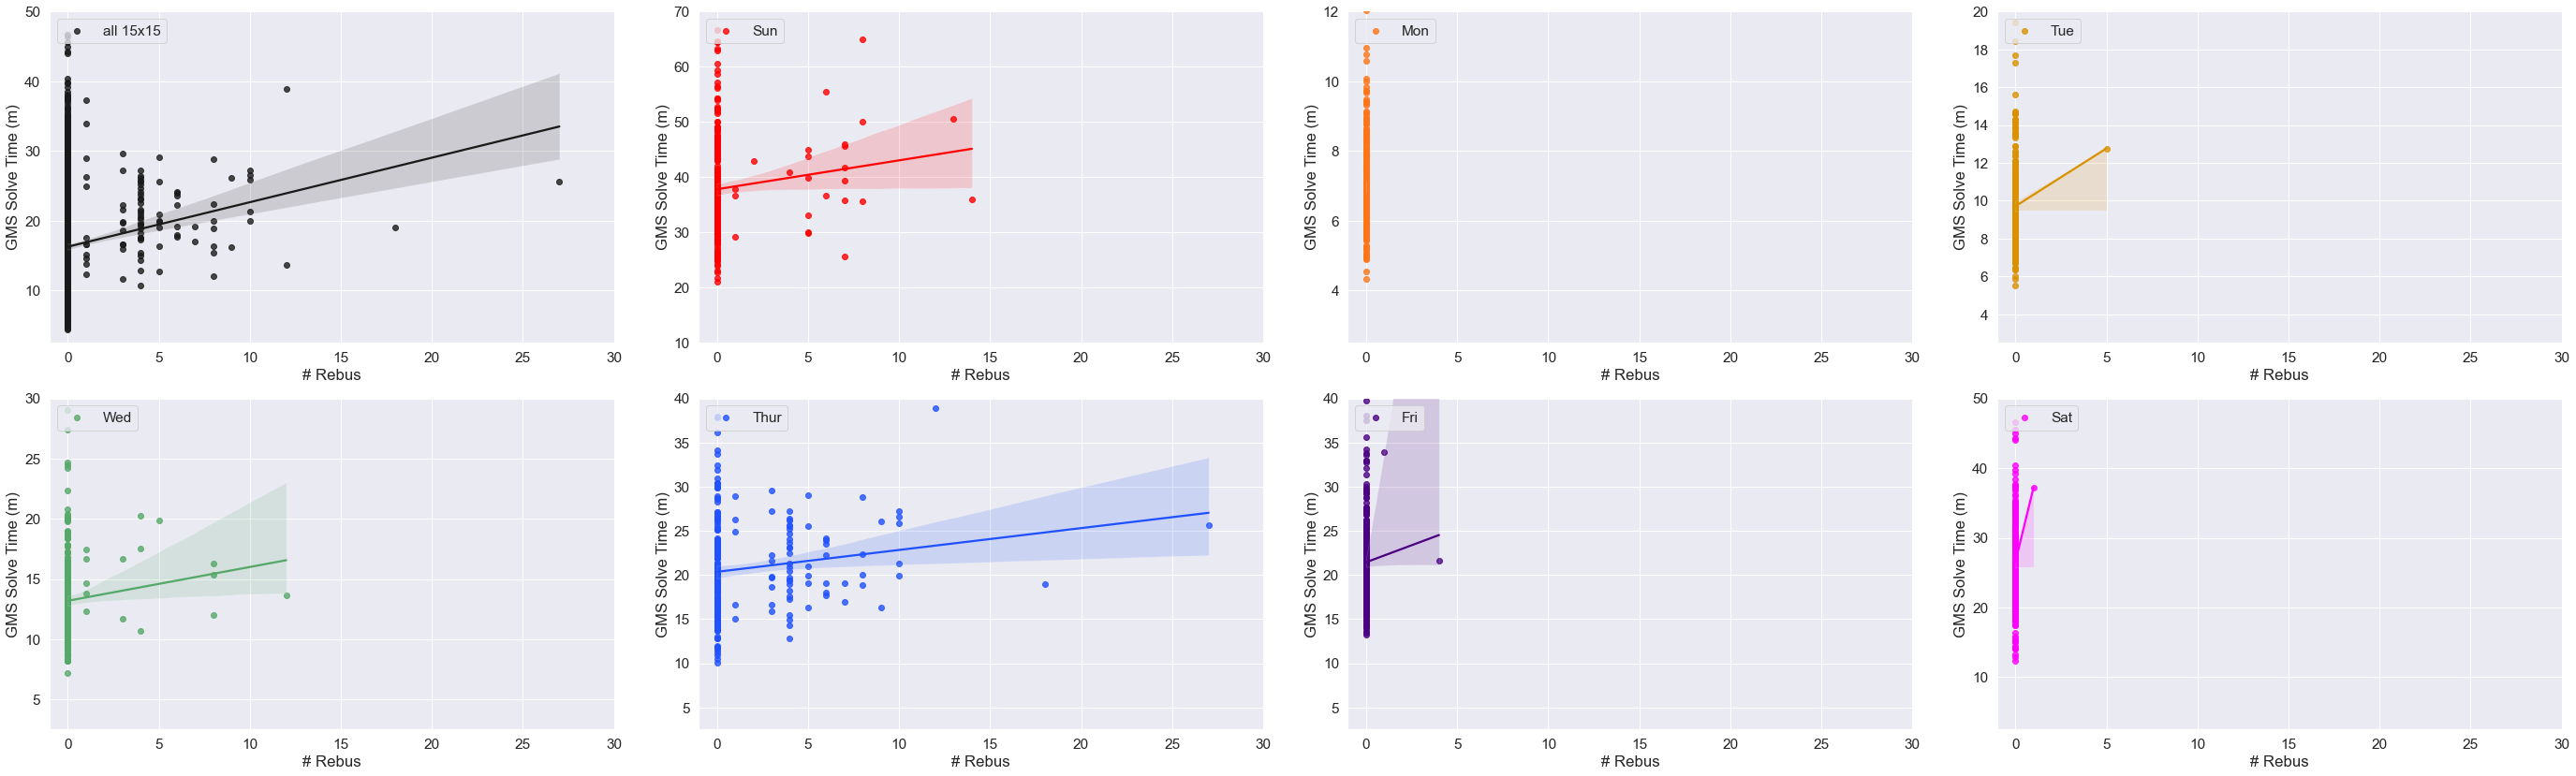 all 15x15
GMS Solve Time (m)
50
40
30
20
10
0 5 10 15 20 25 30
# Rebus
Sun
GMS Solve Time (m)
70
60
50
40
30
20
10
0 5 10 15 20 25 30
# Rebus
Mon
GMS Solve Time (m)
12
10
8
6
4
0 5 10 15 20 25 30
# Rebus
Tue
GMS Solve Time (m)
20
18
16
14
12
10
8
6
4
0 5 10 15 20 25 30
# Rebus
Wed
GMS Solve Time (m)
30
25
20
15
10
5
0 5 10 15 20 25 30
# Rebus
Thur
GMS Solve Time (m)
40
35
30
25
20
15
10
5
0 5 10 15 20 25 30
# Rebus
Fri
GMS Solve Time (m)
40
35
30
25
20
15
10
5
0 5 10 15 20 25 30
# Rebus
Sat
GMS Solve Time (m)
50
40
30
20
10
0 5 10 15 20 25 30
# Rebus